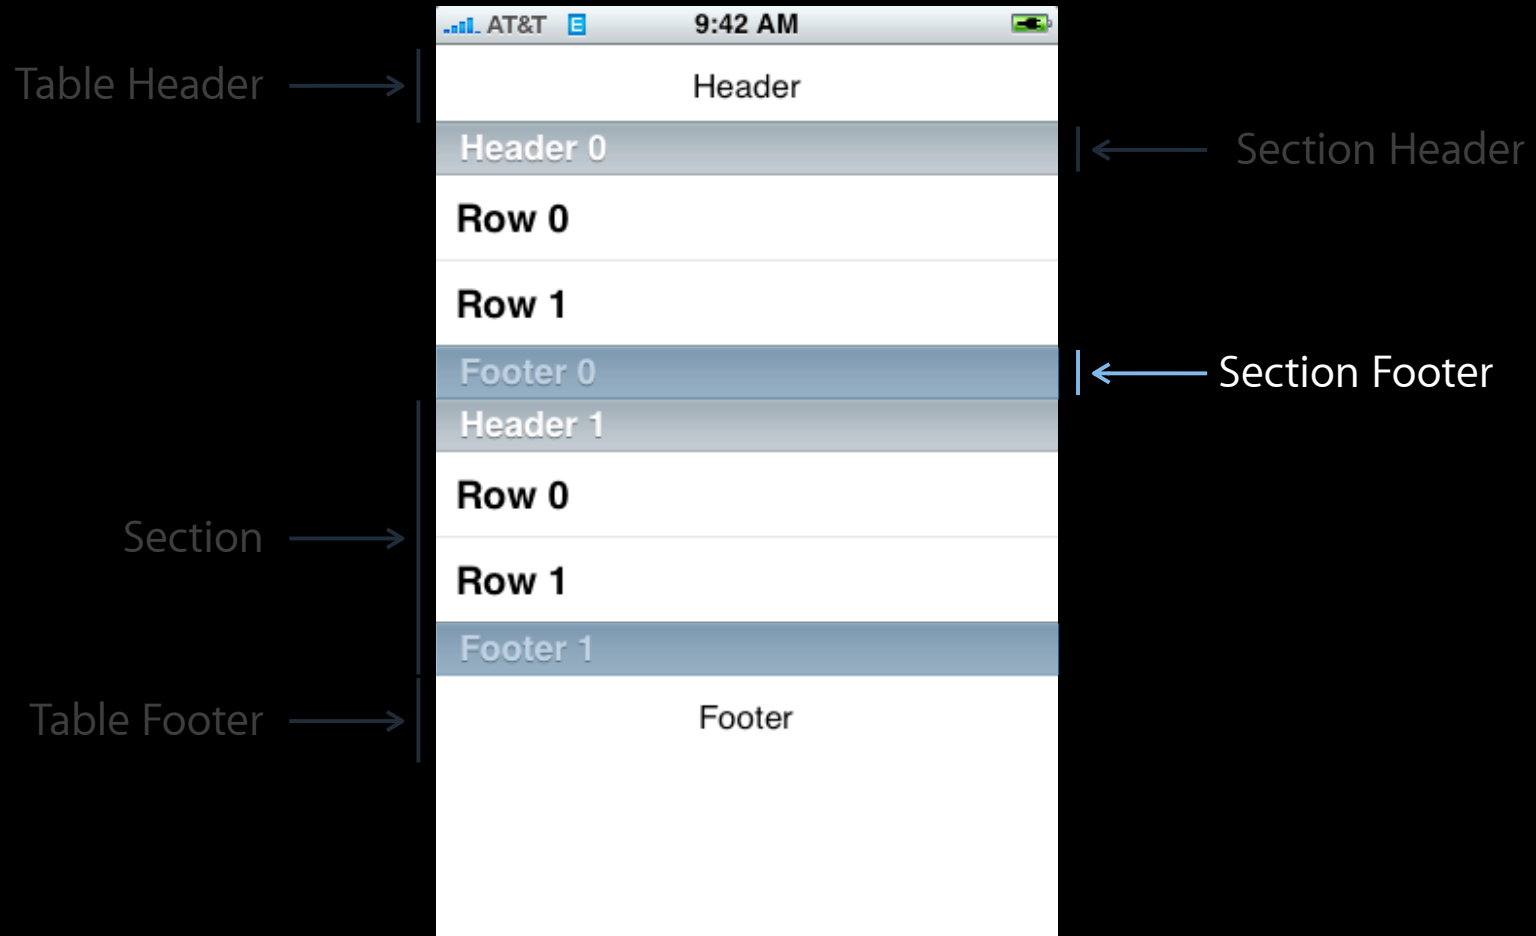 AT&T E 9:42 AM
Table Header
Header
Header 0
Section Header
Row 0
Row 1
Footer 0
Section Footer
Header 1
Row 0
Section
Row 1
Footer 1
Table Footer
Footer